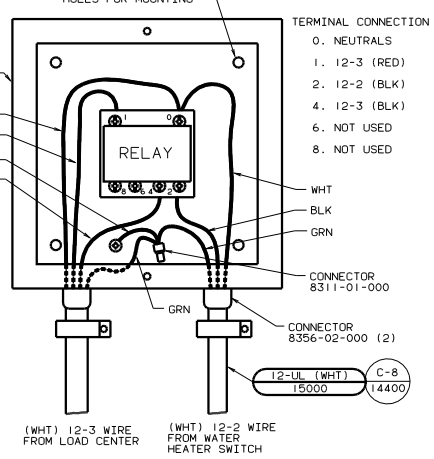 HOLES FOR MOUNTING
TERMINAL CONNECTION
0. NEUTRALS
1. 12-3 (RED)
2. 12-2 (BLK)
4. 12-3 (BLK)
6. NOT USED
8. NOT USED
1 0
RELAY
8 6 4 2
WHT
BLK
GRN
CONNECTOR
8311-01-000
GRN
CONNECTOR
8356-02-000 (2)
12-UL (WHT) C-8
15000 14400
(WHT) 12-3 WIRE
FROM LOAD CENTER
(WHT) 12-2 WIRE
FROM WATER
HEATER SWITCH